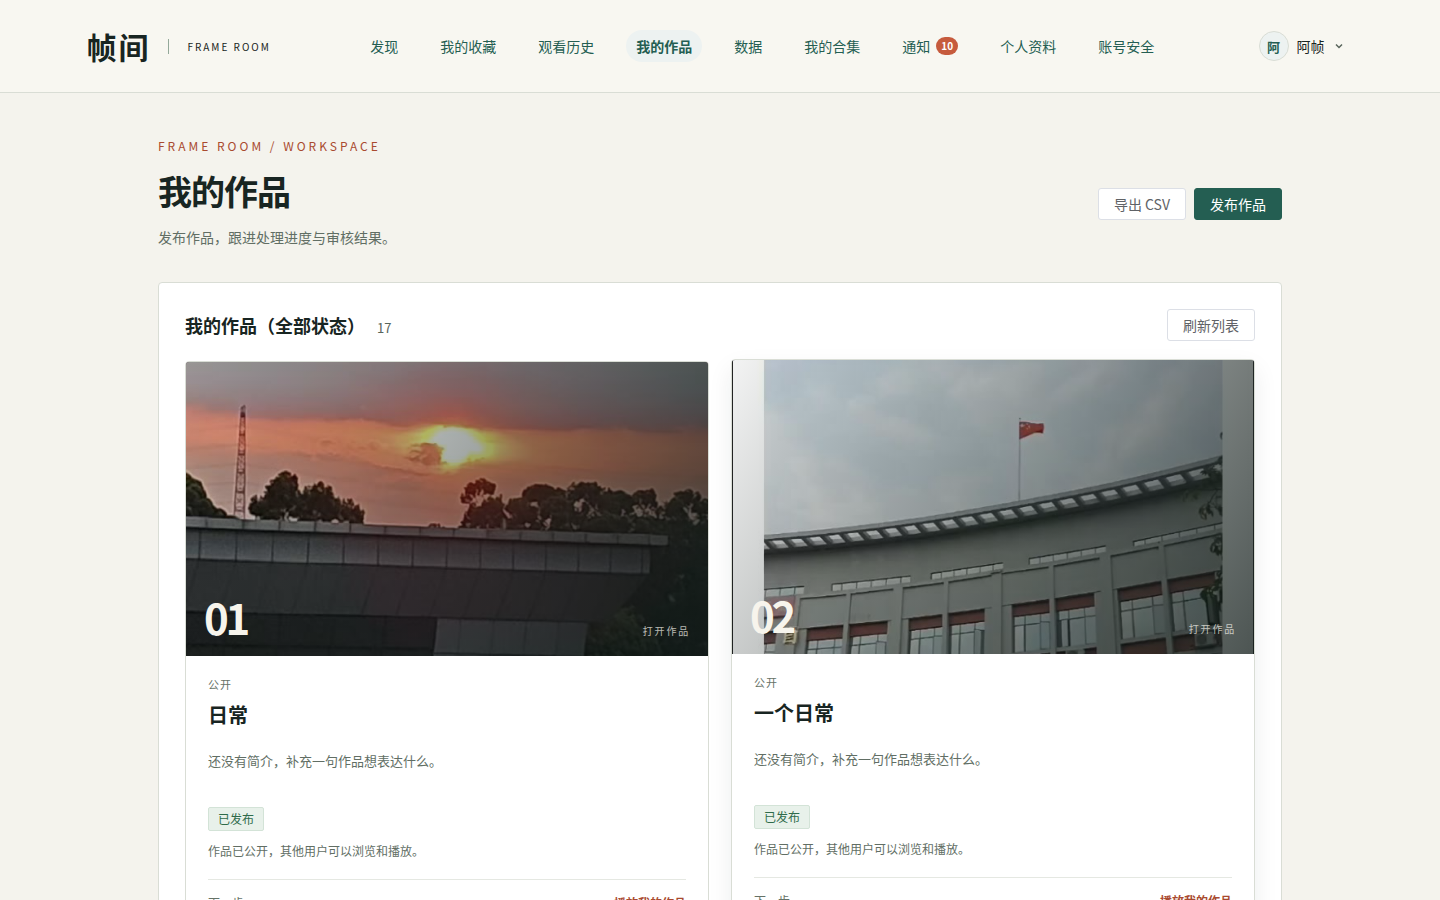 帧间 FRAME ROOM 发现 我的收藏 观看历史 我的作品 数据 我的合集 通知 10 个人资料 账号安全 阿 阿帧
FRAME ROOM / WORKSPACE
我的作品
导出 CSV 发布作品
发布作品，跟进处理进度与审核结果。
我的作品（全部状态） 17 刷新列表
01 打开作品
02 打开作品
公开
日常
还没有简介，补充一句作品想表达什么。
已发布
作品已公开，其他用户可以浏览和播放。
公开
一个日常
还没有简介，补充一句作品想表达什么。
已发布
作品已公开，其他用户可以浏览和播放。